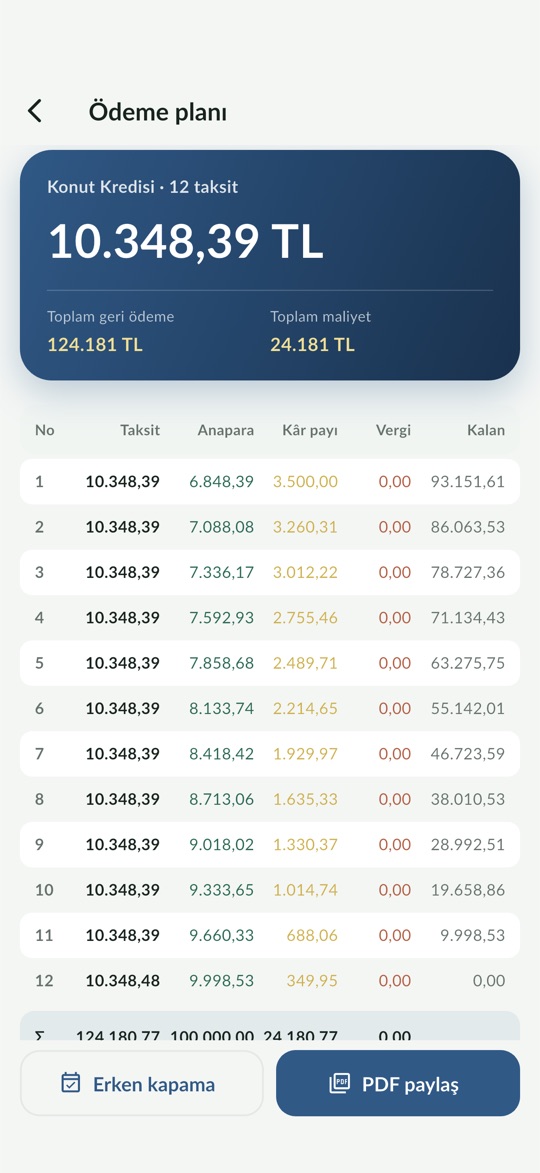 Ödeme planı
Konut Kredisi · 12 taksit
10.348,39 TL
Toplam geri ödeme Toplam maliyet
124.181 TL 24.181 TL
No Taksit Anapara Kâr payı Vergi Kalan
1 10.348,39 6.848,39 3.500,00 0,00 93.151,61
2 10.348,39 7.088,08 3.260,31 0,00 86.063,53
3 10.348,39 7.336,17 3.012,22 0,00 78.727,36
4 10.348,39 7.592,93 2.755,46 0,00 71.134,43
5 10.348,39 7.858,68 2.489,71 0,00 63.275,75
6 10.348,39 8.133,74 2.214,65 0,00 55.142,01
7 10.348,39 8.418,42 1.929,97 0,00 46.723,59
8 10.348,39 8.713,06 1.635,33 0,00 38.010,53
9 10.348,39 9.018,02 1.330,37 0,00 28.992,51
10 10.348,39 9.333,65 1.014,74 0,00 19.658,86
11 10.348,39 9.660,33 688,06 0,00 9.998,53
12 10.348,48 9.998,53 349,95 0,00 0,00
Σ 124.180,77 100.000,00 24.180,77 0,00
Erken kapama PDF paylaş